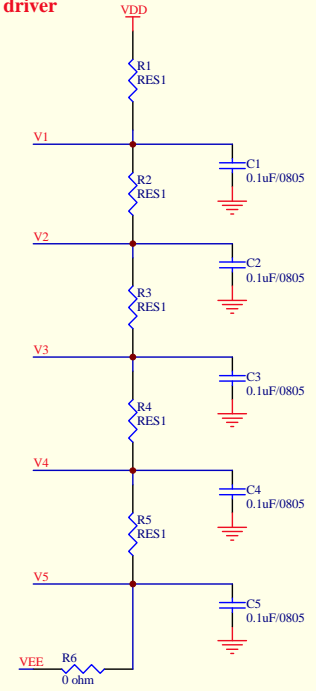 driver
VDD
R1
RES1
V1
C1
0.1uF/0805
R2
RES1
V2
C2
0.1uF/0805
R3
RES1
V3
C3
0.1uF/0805
R4
RES1
V4
C4
0.1uF/0805
R5
RES1
V5
C5
0.1uF/0805
VEE
R6
0 ohm